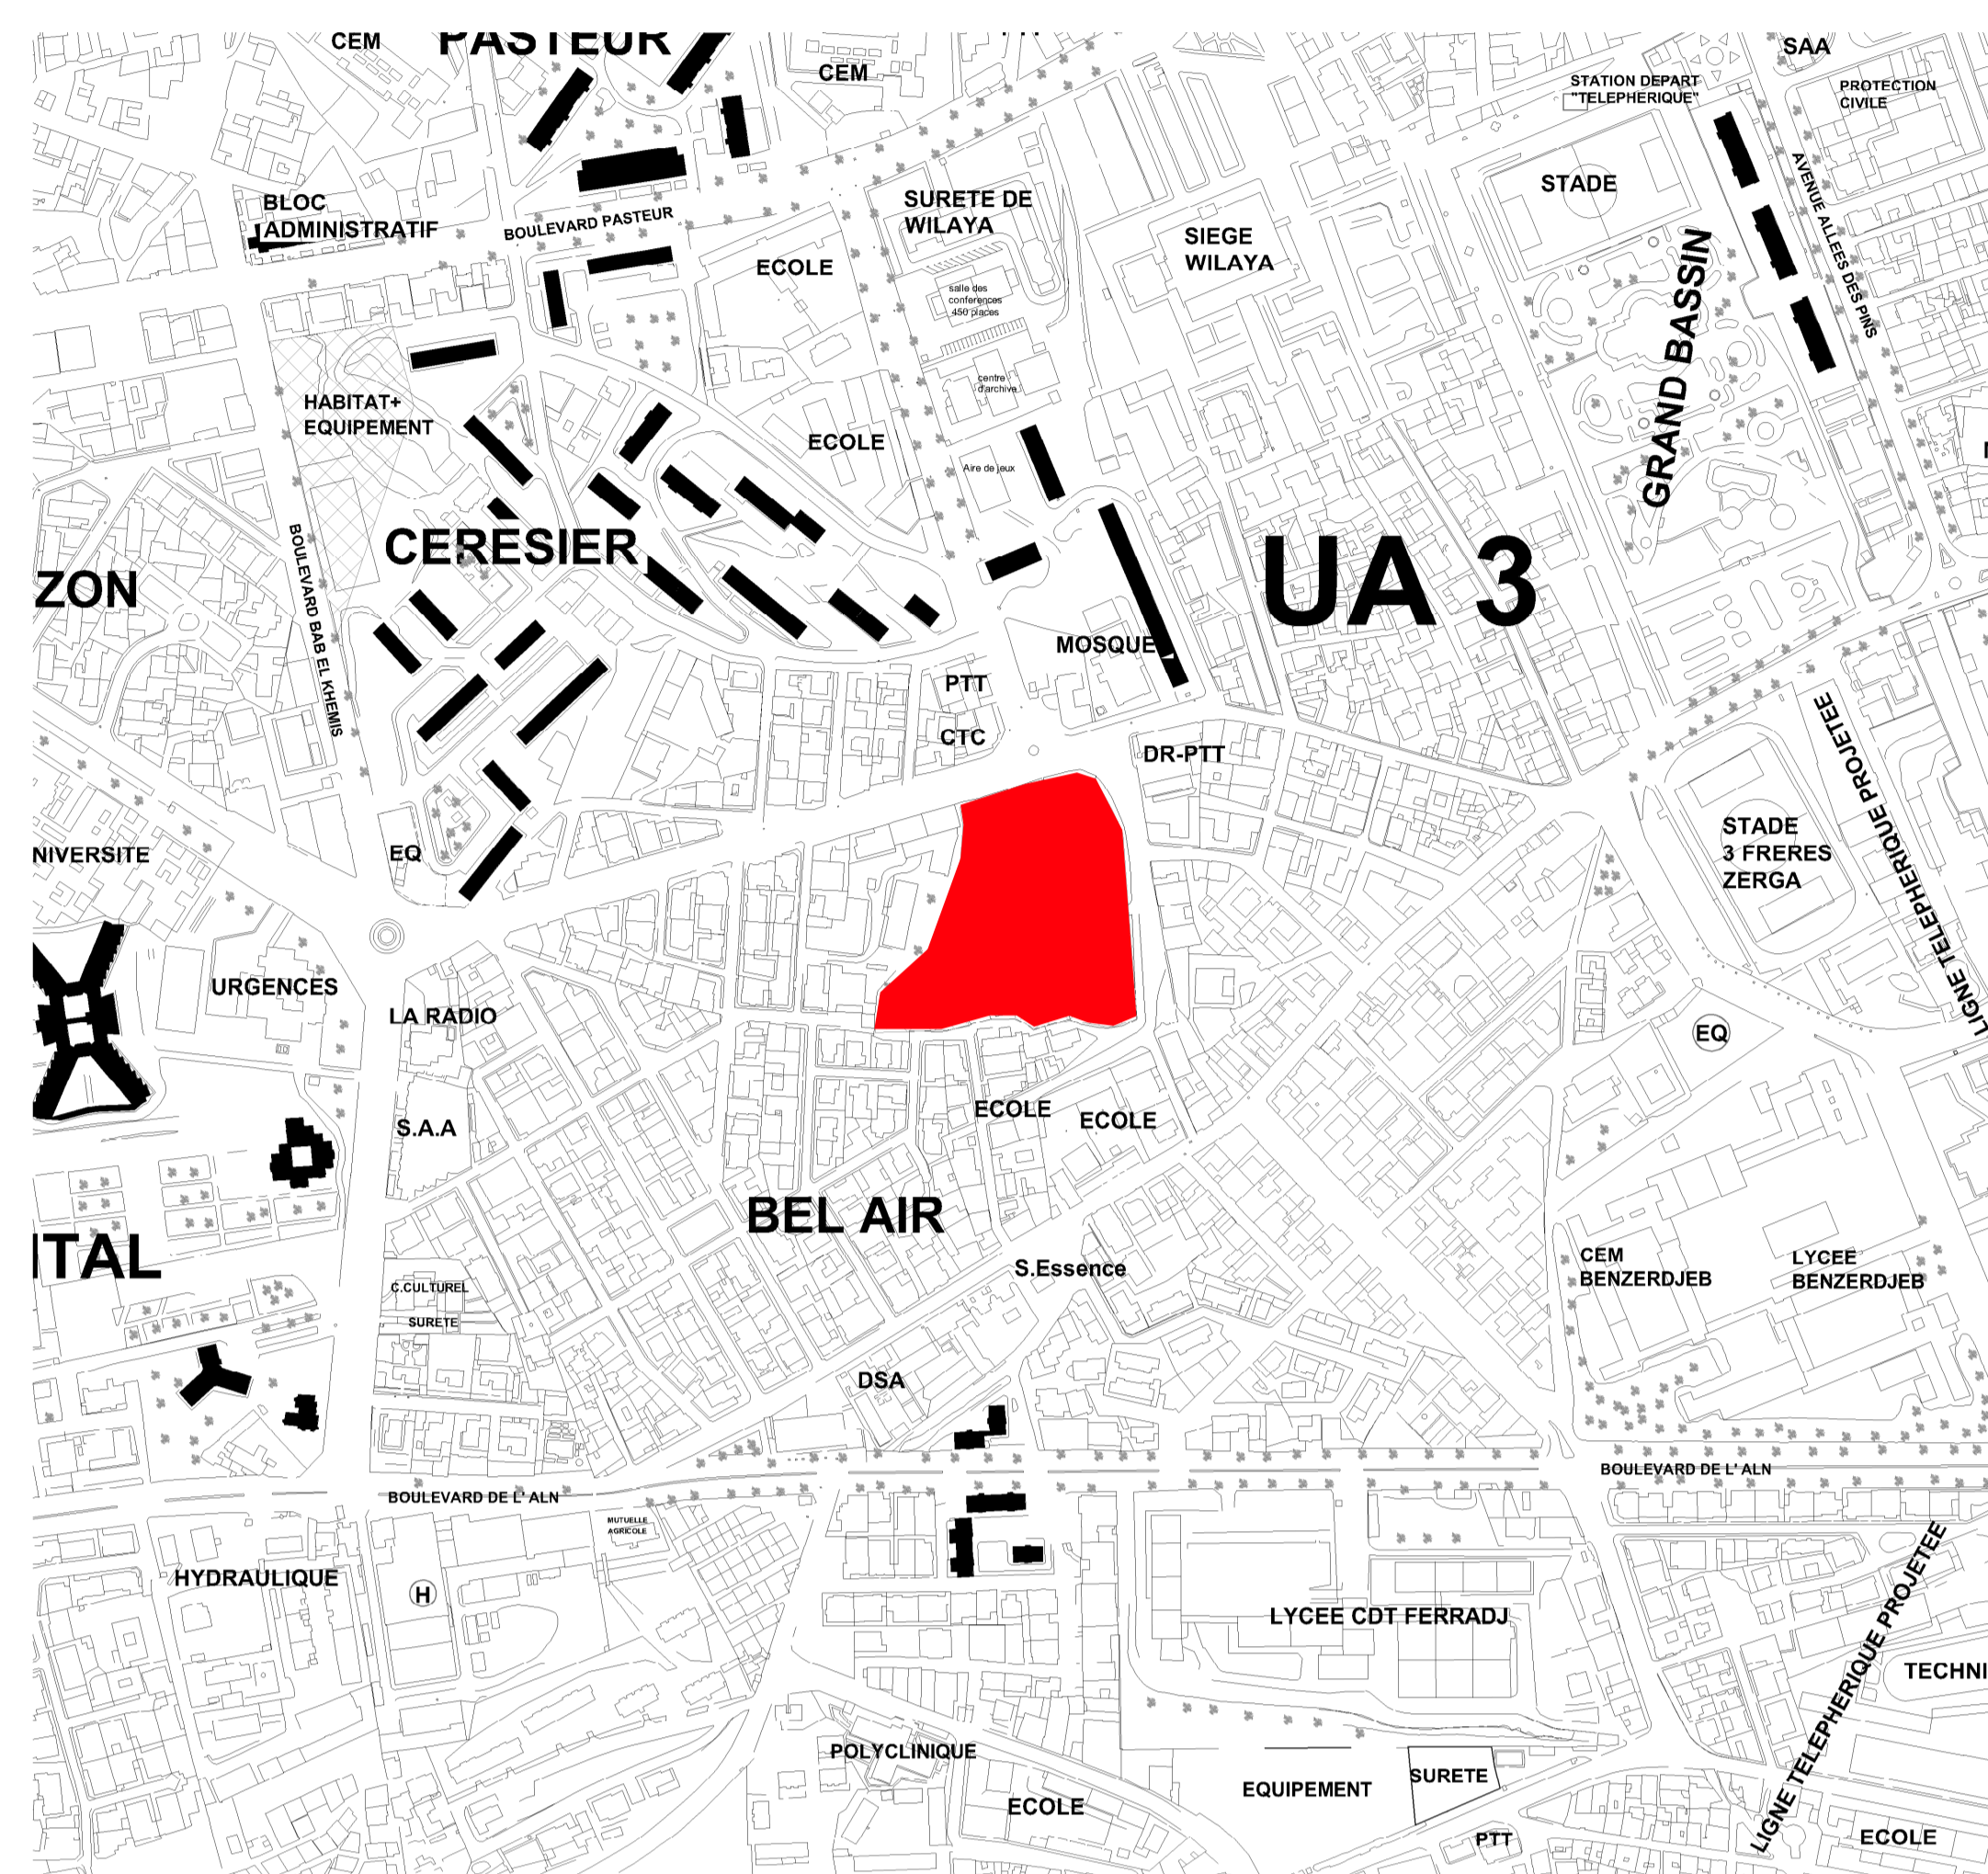 CEM
PASTEUR
CEM
SAA
STATION DEPART
"TELEPHERIQUE"
PROTECTION
CIVILE
AVENUE ALLES DES PINS
STADE
BLOC
ADMINISTRATIF
BOULEVARD PASTEUR
SURETE DE
WILAYA
SIEGE
WILAYA
ECOLE
GRAND BASSIN
salle des
conferences
450 places
centre
d'archive
HABITAT+
EQUIPEMENT
ECOLE
Aire de jeux
CERESIER
UA 3
ZON
BOULEVARD BAB EL KHEMIS
MOSQUE
PTT
CTC
DR-PTT
LIGNE TELEPHERIQUE PROJETEE
STADE
3 FRERES
ZERGA
NIVERSITE
EQ
URGENCES
LA RADIO
EQ
S.A.A
ECOLE
ECOLE
BEL AIR
ITAL
S.Essence
CEM
BENZERDJEB
LYCEE
BENZERDJEB
C.CULTUREL
SURETE
DSA
BOULEVARD DE L' ALN
BOULEVARD DE L' ALN
MUTUELLE
AGRICOLE
HYDRAULIQUE
H
LYCEE CDT FERRADJ
LIGNE TELEPHERIQUE PROJETEE
TECHNI
POLYCLINIQUE
SURETE
EQUIPEMENT
ECOLE
PTT
ECOLE